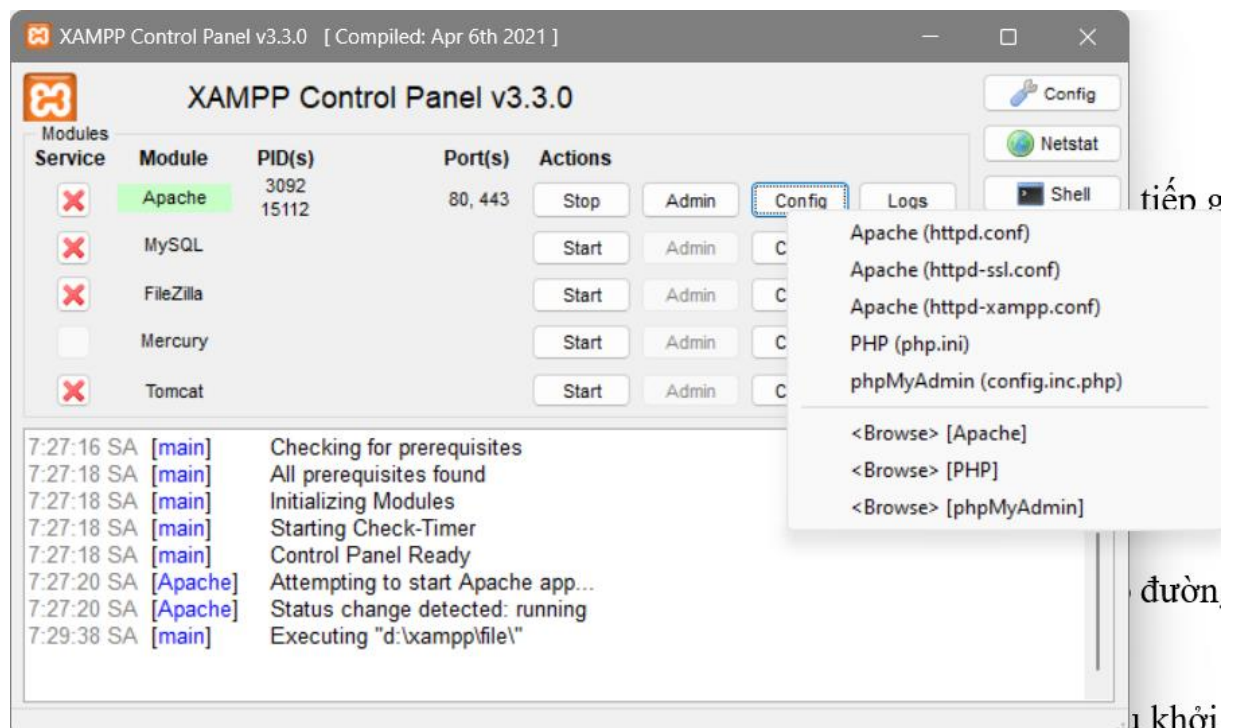 XAMPP Control Panel v3.3.0 [ Compiled: Apr 6th 2021 ]
XAMPP Control Panel v3.3.0
Config
Netstat
Shell
Modules
Service Module PID(s) Port(s) Actions
Apache 3092 15112 80, 443 Stop Admin Config Logs
MySQL Start Admin
FileZilla Start Admin
Mercury Start Admin
Tomcat Start Admin
Apache (httpd.conf)
Apache (httpd-ssl.conf)
Apache (httpd-xampp.conf)
PHP (php.ini)
phpMyAdmin (config.inc.php)
<Browse> [Apache]
<Browse> [PHP]
<Browse> [phpMyAdmin]
7:27:16 SA [main] Checking for prerequisites
7:27:18 SA [main] All prerequisites found
7:27:18 SA [main] Initializing Modules
7:27:18 SA [main] Starting Check-Timer
7:27:18 SA [main] Control Panel Ready
7:27:20 SA [Apache] Attempting to start Apache app...
7:27:20 SA [Apache] Status change detected: running
7:29:38 SA [main] Executing "d:\xampp\file\"
tiếp
khởi